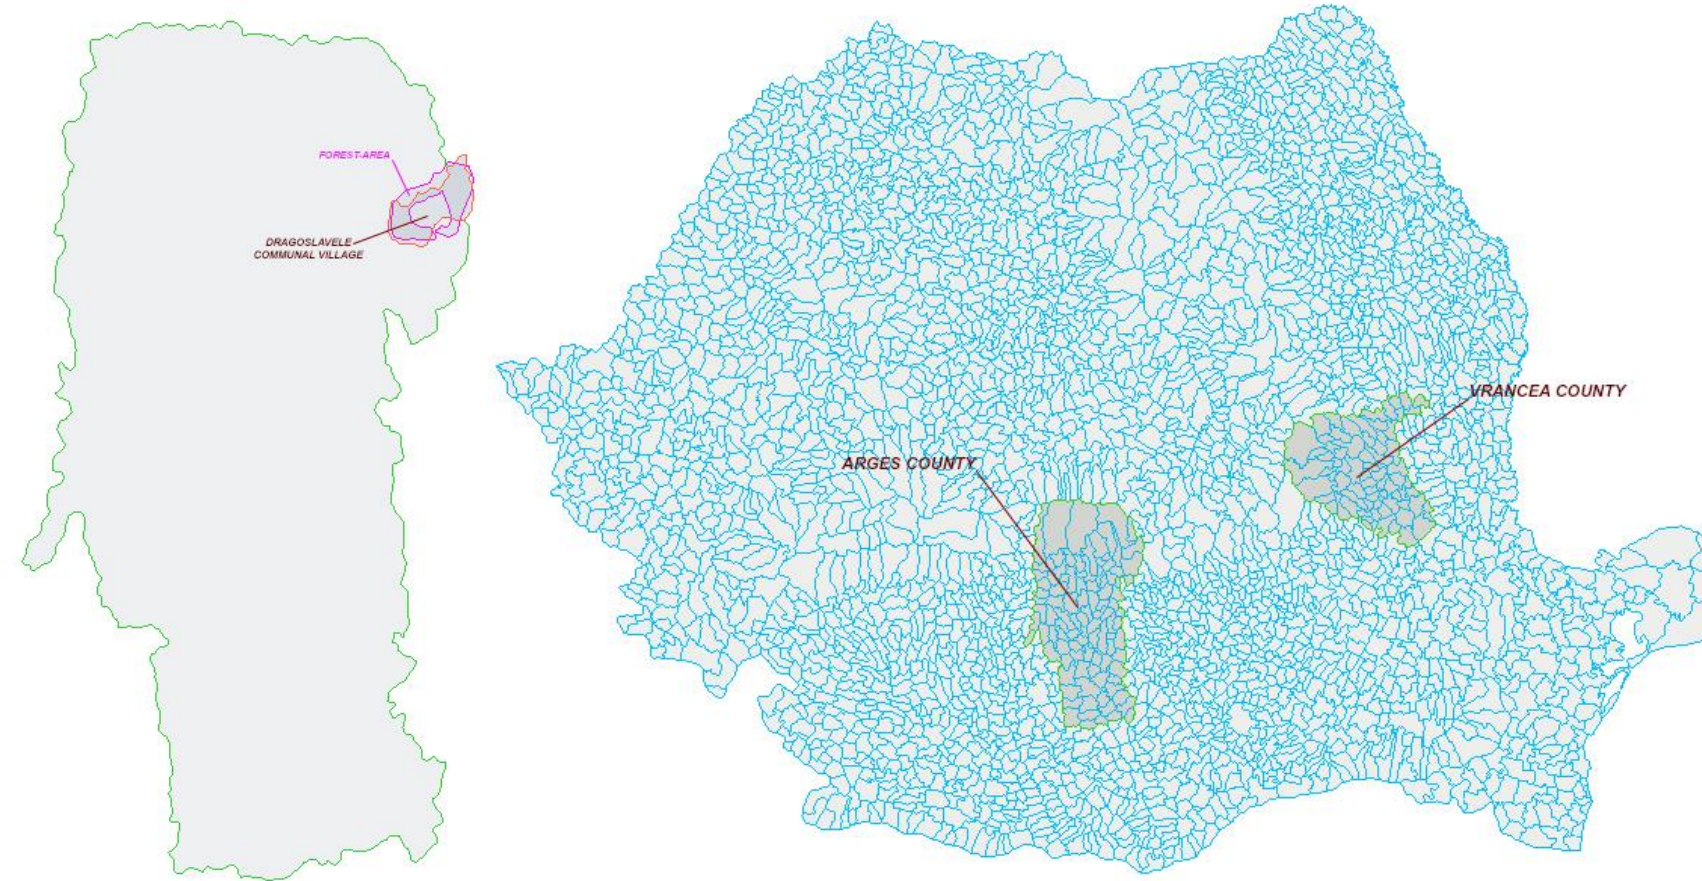 FOREST-AREA
DRAGOSLAVELE
COMMUNAL VILLAGE
ARGES COUNTY
VRANCEA COUNTY